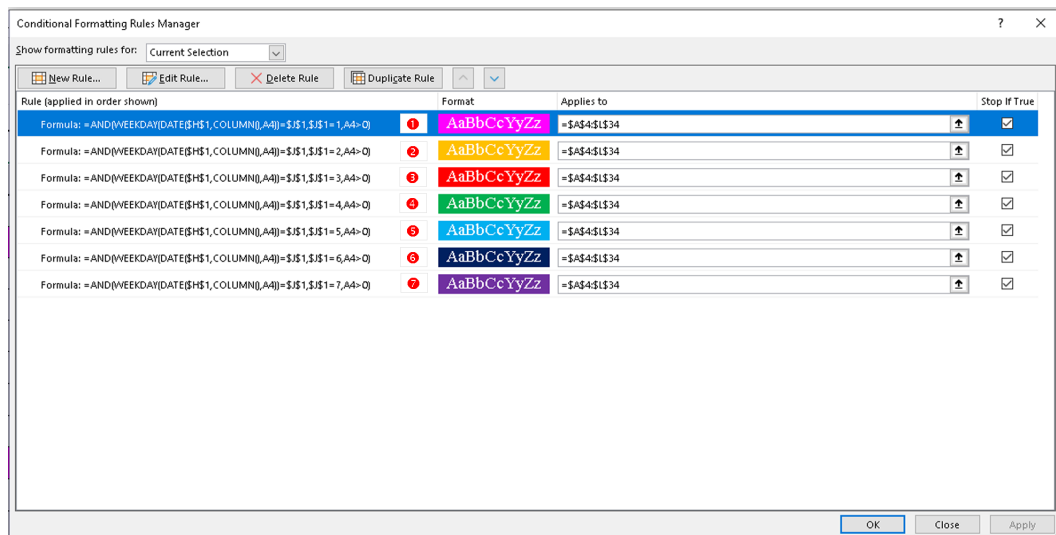 Conditional Formatting Rules Manager ? X
Show formatting rules for: Current Selection
New Rule... Edit Rule... Delete Rule Duplicate Rule
Rule (applied in order shown) Format Applies to Stop If True
Formula: =AND(WEEKDAY(DATE($H$1,COLUMN(),A4))=$J$1,$J$1=1,A4>0) 1 AaBbCcYyZz =$A$4:$L$34
Formula: =AND(WEEKDAY(DATE($H$1,COLUMN(),A4))=$J$1,$J$1=2,A4>0) 2 AaBbCcYyZz =$A$4:$L$34
Formula: =AND(WEEKDAY(DATE($H$1,COLUMN(),A4))=$J$1,$J$1=3,A4>0) 3 AaBbCcYyZz =$A$4:$L$34
Formula: =AND(WEEKDAY(DATE($H$1,COLUMN(),A4))=$J$1,$J$1=4,A4>0) 4 AaBbCcYyZz =$A$4:$L$34
Formula: =AND(WEEKDAY(DATE($H$1,COLUMN(),A4))=$J$1,$J$1=5,A4>0) 5 AaBbCcYyZz =$A$4:$L$34
Formula: =AND(WEEKDAY(DATE($H$1,COLUMN(),A4))=$J$1,$J$1=6,A4>0) 6 AaBbCcYyZz =$A$4:$L$34
Formula: =AND(WEEKDAY(DATE($H$1,COLUMN(),A4))=$J$1,$J$1=7,A4>0) 7 AaBbCcYyZz =$A$4:$L$34
OK Close Apply